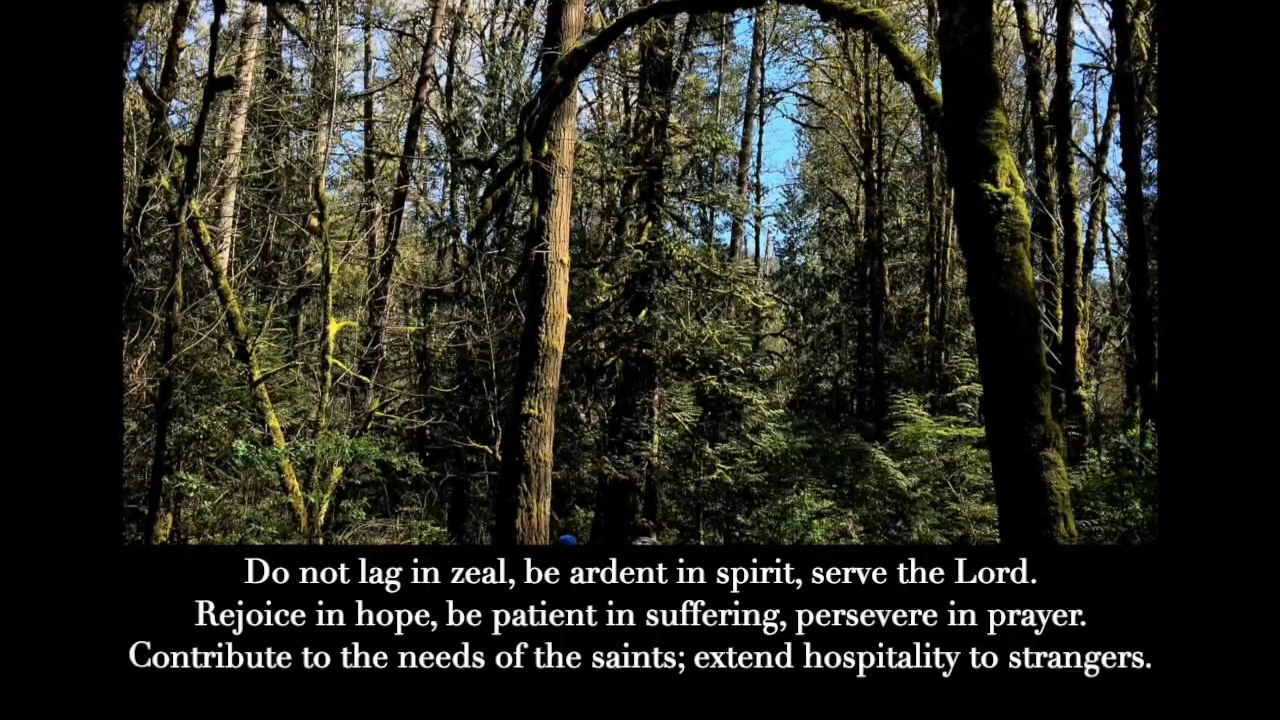 Do not lag in zeal, be ardent in spirit, serve the Lord.
Rejoice in hope, be patient in suffering, persevere in prayer.
Contribute to the needs of the saints; extend hospitality to strangers.